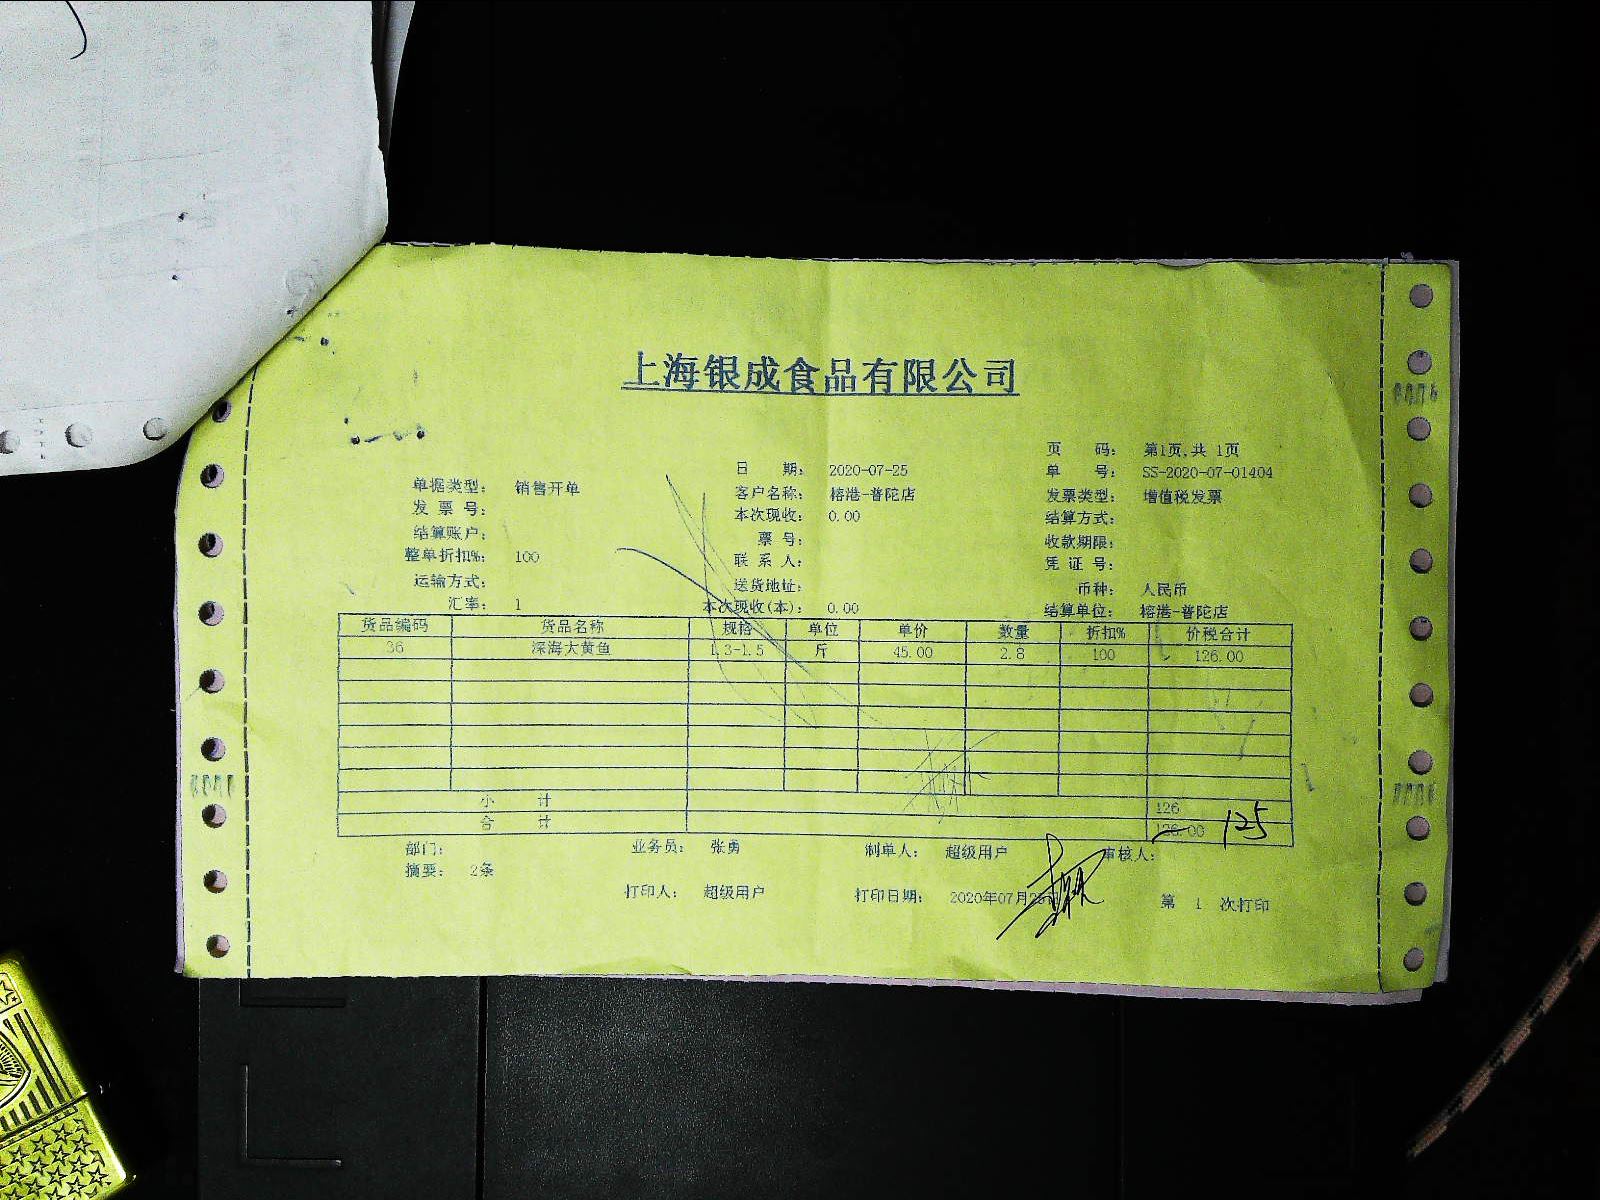 上海银成食品有限公司
页 码： 第1页,共 1页
日 期： 2020-07-25 单 号： SS-2020-07-01404
单据类型： 销售开单 客户名称： 榕港-普陀店 发票类型： 增值税发票
发 票 号： 本次现收： 0.00 结算方式：
结算账户： 票 号： 收款期限：
整单折扣%： 100 联 系 人： 凭 证 号：
运输方式： 送货地址： 币种： 人民币
汇率： 1 本次现收(本)： 0.00 结算单位： 榕港-普陀店
货品编码 货品名称 规格 单位 单价 数量 折扣% 价税合计
36 深海大黄鱼 1.3-1.5 斤 45.00 2.8 100 126.00
小 计 126
合 计 126.00 125
部门： 业务员： 张勇 制单人： 超级用户 审核人：
摘要： 2条
打印人： 超级用户 打印日期： 2020年07月 第 1 次打印